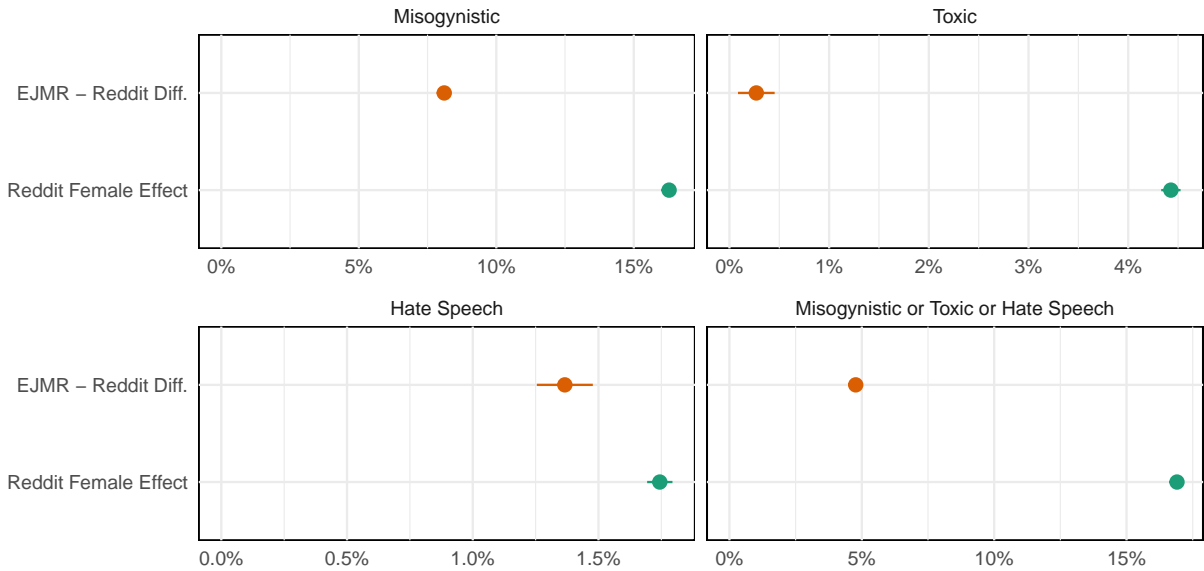 Misogynistic
Toxic
EJMR − Reddit Diff.
Reddit Female Effect
0%
5%
10%
15%
0%
1%
2%
3%
4%
Hate Speech
Misogynistic or Toxic or Hate Speech
EJMR − Reddit Diff.
Reddit Female Effect
0.0%
0.5%
1.0%
1.5%
0%
5%
10%
15%